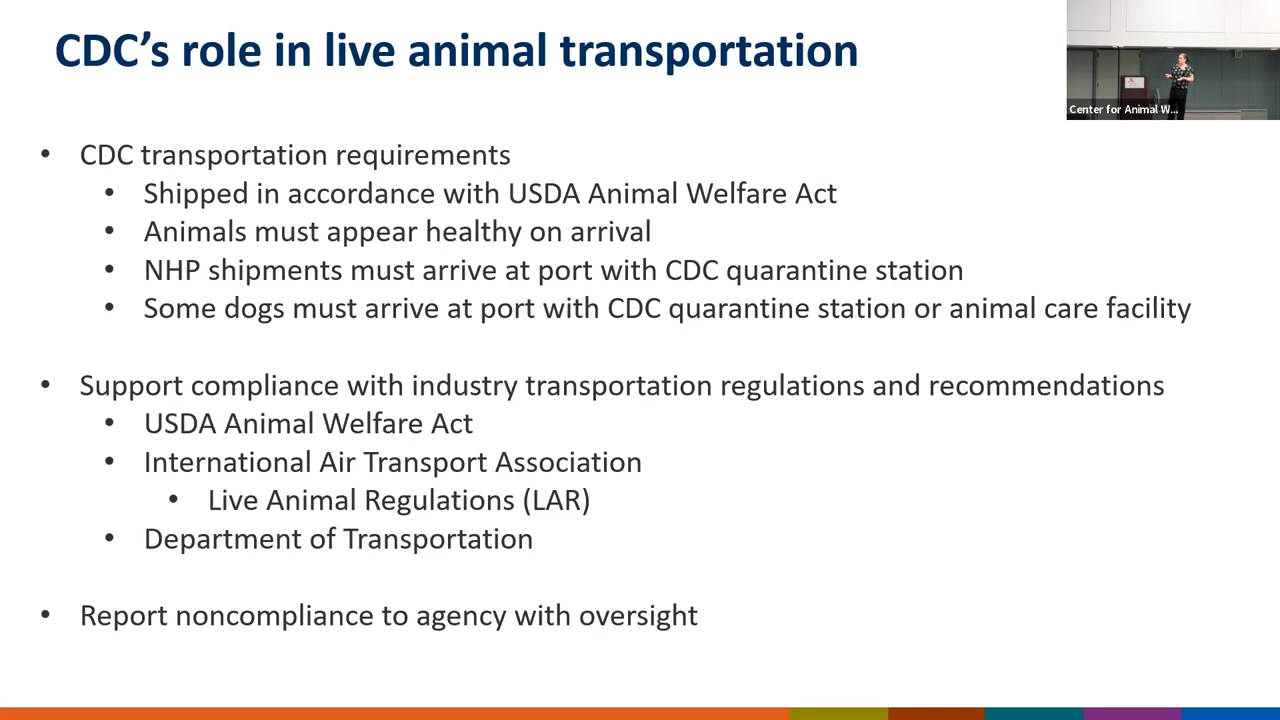 CDC's role in live animal transportation
Center for Animal W...
• CDC transportation requirements
• Shipped in accordance with USDA Animal Welfare Act
• Animals must appear healthy on arrival
• NHP shipments must arrive at port with CDC quarantine station
• Some dogs must arrive at port with CDC quarantine station or animal care facility
• Support compliance with industry transportation regulations and recommendations
• USDA Animal Welfare Act
• International Air Transport Association
• Live Animal Regulations (LAR)
• Department of Transportation
• Report noncompliance to agency with oversight